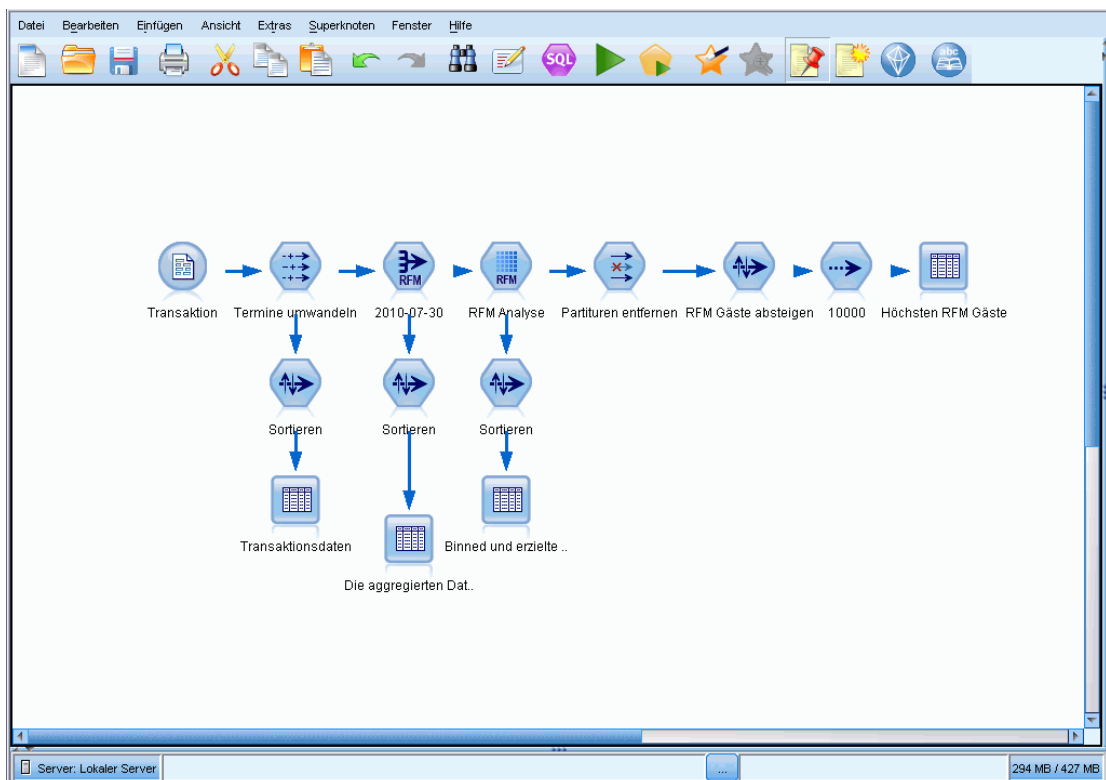 Datei Bearbeiten Einfügen Ansicht Extras Superknoten Fenster Hilfe
SQL
abc
RFM
RFM
Transaktion Termine umwandeln 2010-07-30 RFM Analyse Partituren entfernen RFM Gäste absteigen 10000 Höchsten RFM Gäste
Sortieren Sortieren Sortieren
Transaktionsdaten Binned und erzielte ..
Die aggregierten Dat..
Server: Lokaler Server ... 294 MB / 427 MB